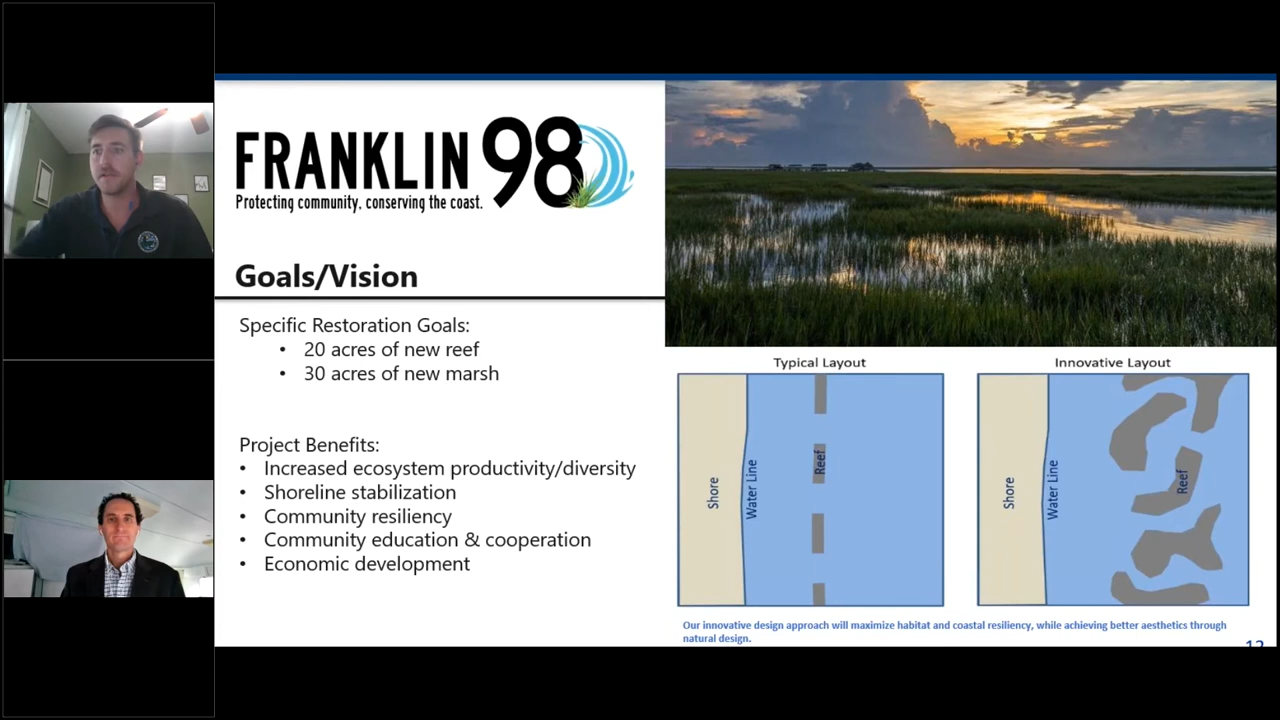 FRANKLIN 98
Protecting community, conserving the coast.
Goals/Vision
Specific Restoration Goals:
• 20 acres of new reef
• 30 acres of new marsh
Project Benefits:
• Increased ecosystem productivity/diversity
• Shoreline stabilization
• Community resiliency
• Community education & cooperation
• Economic development
Typical Layout
Shore
Water Line
Reef
Innovative Layout
Shore
Water Line
Reef
Our innovative design approach will maximize habitat and coastal resiliency, while achieving better aesthetics through
natural design.